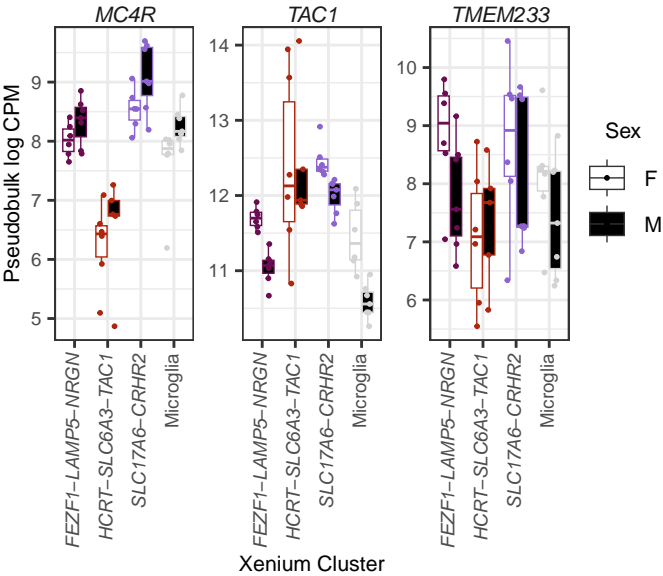 MC4R
TAC1
TMEM233
Pseudobulk log CPM
9
8
7
6
5
14
13
12
11
10
9
8
7
6
Sex
F
M
FEZF1−LAMP5−NRGN
HCRT−SLC6A3−TAC1
SLC17A6−CRHR2
Microglia
FEZF1−LAMP5−NRGN
HCRT−SLC6A3−TAC1
SLC17A6−CRHR2
Microglia
FEZF1−LAMP5−NRGN
HCRT−SLC6A3−TAC1
SLC17A6−CRHR2
Microglia
Xenium Cluster